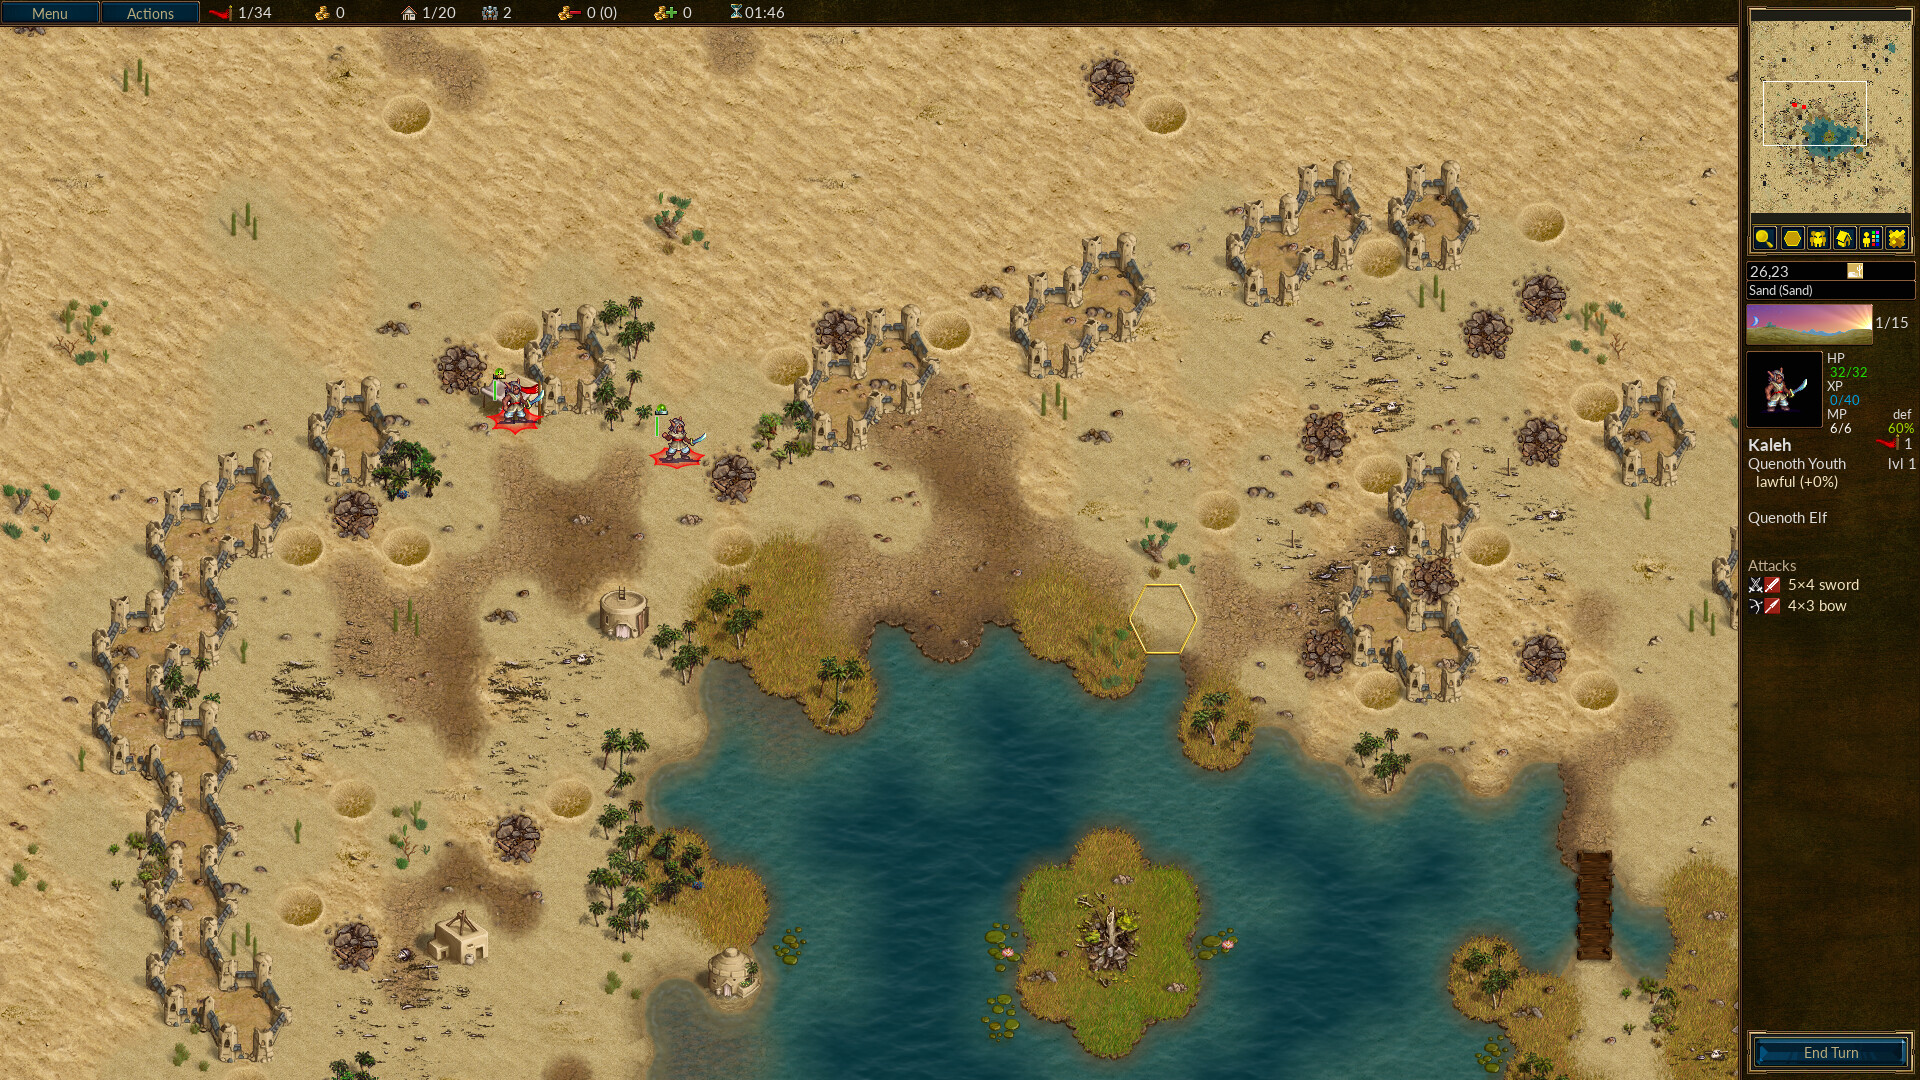 Menu
Actions
1/34
0
1/20
2
0 (0)
0
01:46
26,23
Sand (Sand)
1/15
HP
32/32
XP
0/40
MP def
6/6 60%
Kaleh 1
Quenoth Youth lvl 1
lawful (+0%)
Quenoth Elf
Attacks
5×4 sword
4×3 bow
End Turn